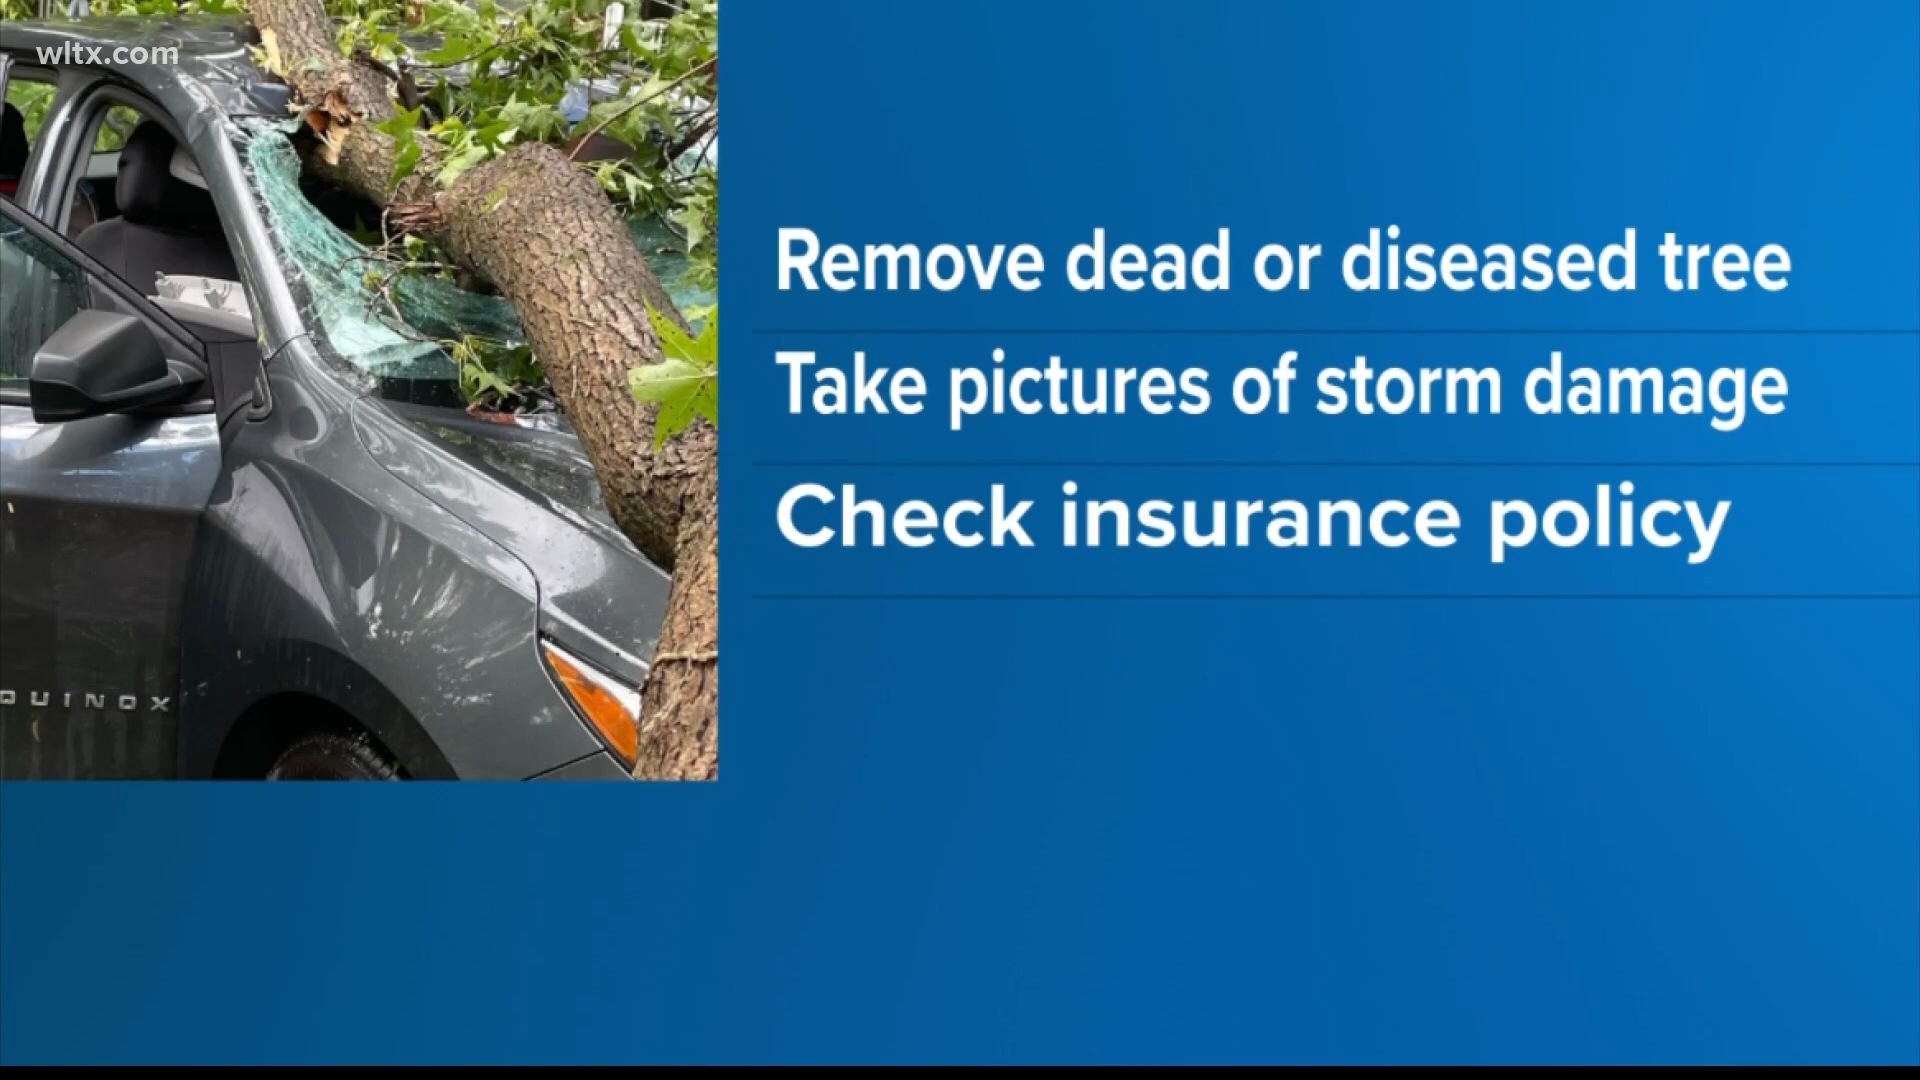 wltx.com
Remove dead or diseased tree
Take pictures of storm damage
Check insurance policy
QUINOX